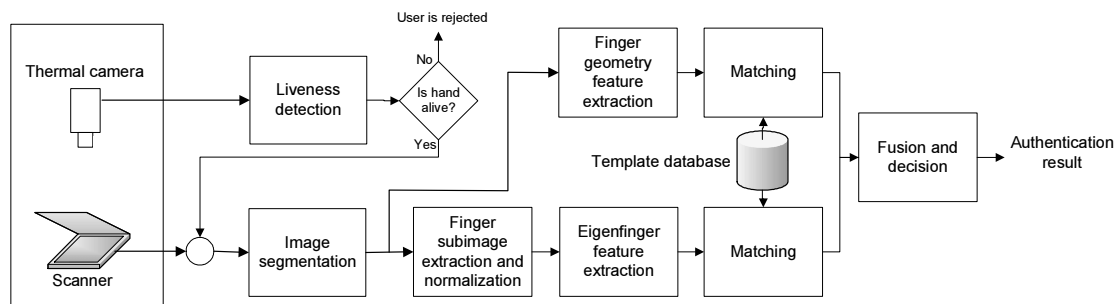 User is rejected
Thermal camera
Liveness
detection
No
Is hand
alive?
Yes
Finger
geometry
feature
extraction
Matching
Template database
Fusion and
decision
Authentication
result
Scanner
Image
segmentation
Finger
subimage
extraction and
normalization
Eigenfinger
feature
extraction
Matching